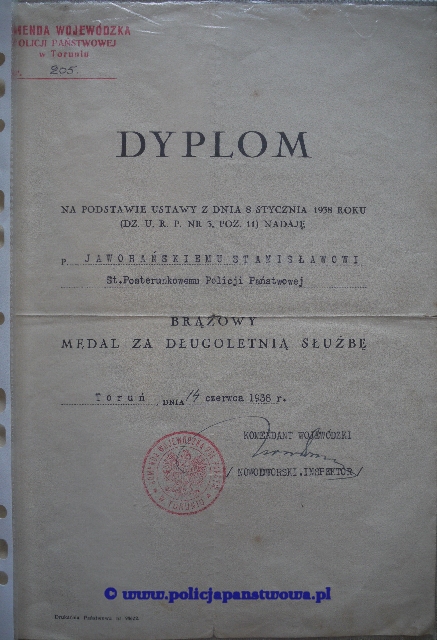 MENDA WOJEWÓDZKA
POLICJI PAŃSTWOWEJ
w Toruniu
205.
DYPLOM
NA PODSTAWIE USTAWY Z DNIA 8 STYCZNIA 1938 ROKU
(DZ. U. R. P. NR 3, POZ. 11) NADAJĘ
P. JAWORAŃSKIEMU STANISŁAWOWI
St.Posterunkowemu Policji Państwowej
BRĄZOWY
MEDAL ZA DŁUGOLETNIĄ SŁUŻBĘ
Toruń DNIA 14 czerwca 1938 r.
KOMENDANT WOJEWÓDZKI
/NOWODWORSKI.INSPEKTOR/
© www.policjapanstwowa.pl